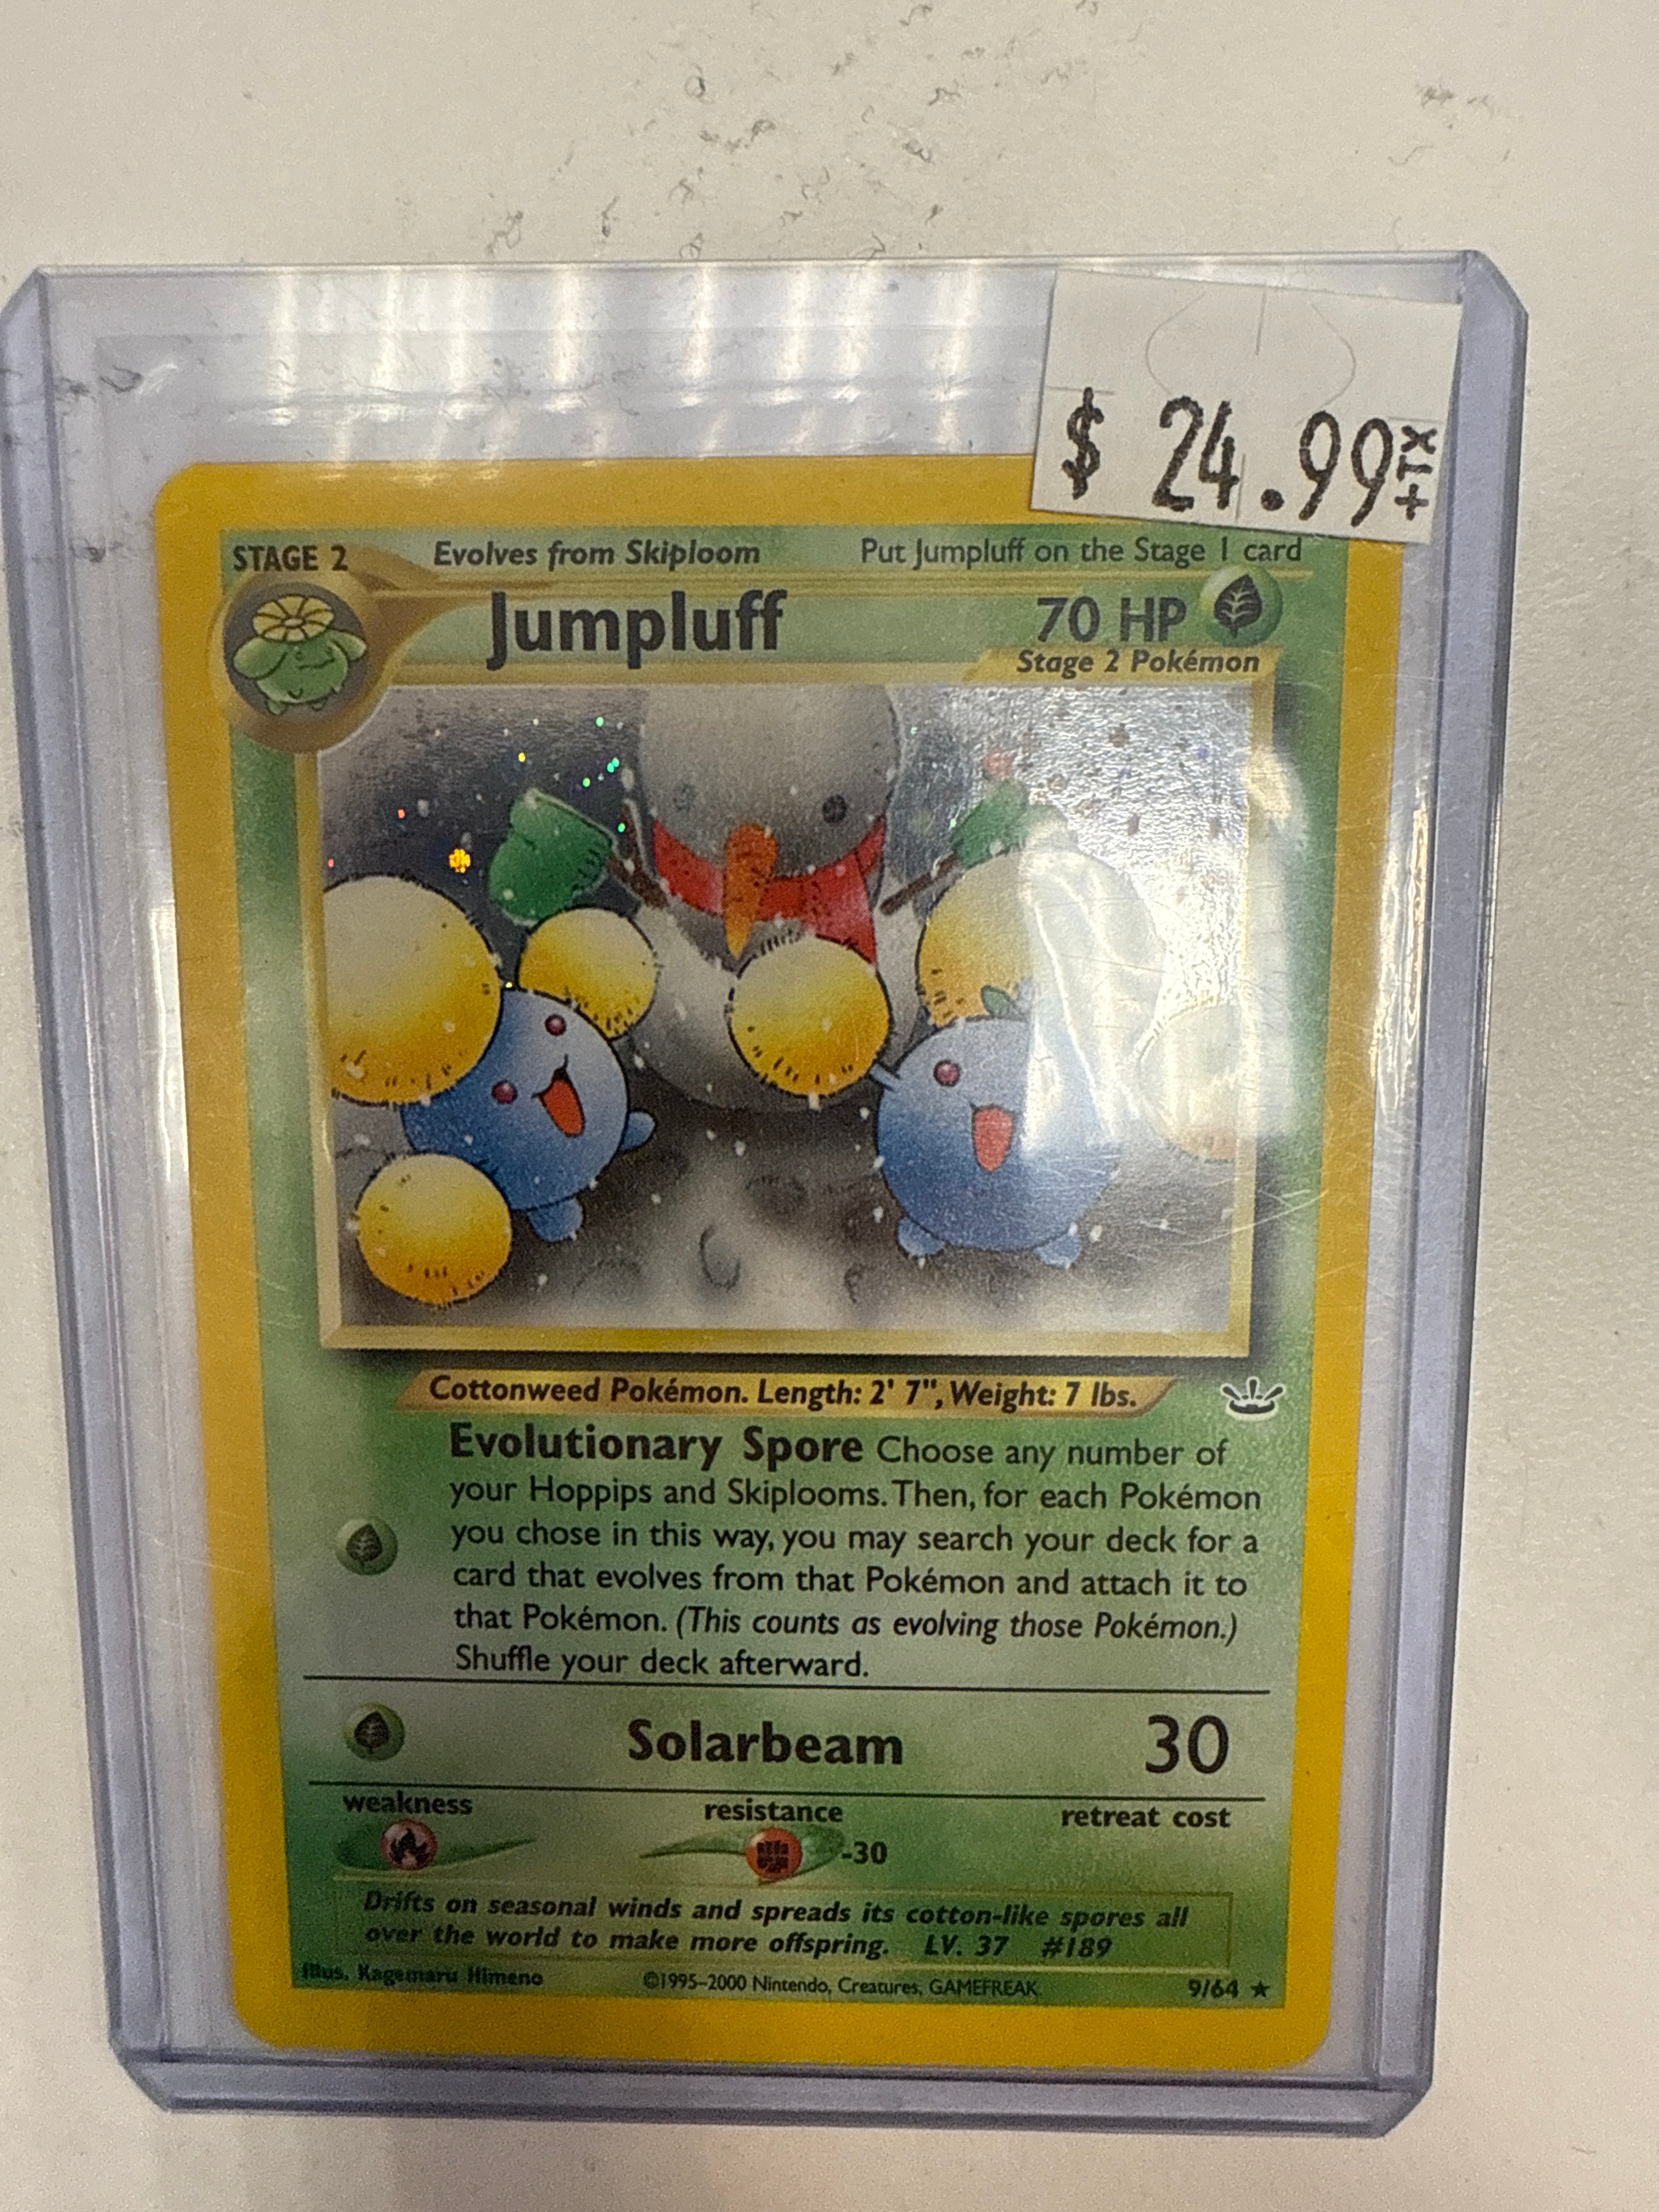 $ 24.99 +TX
STAGE 2 Evolves from Skiploom Put Jumpluff on the Stage 1 card
Jumpluff 70 HP
Stage 2 Pokémon
Cottonweed Pokémon. Length: 2' 7", Weight: 7 lbs.
Evolutionary Spore Choose any number of
your Hoppips and Skiplooms. Then, for each Pokémon
you chose in this way, you may search your deck for a
card that evolves from that Pokémon and attach it to
that Pokémon. (This counts as evolving those Pokémon.)
Shuffle your deck afterward.
Solarbeam 30
weakness resistance retreat cost
-30
Drifts on seasonal winds and spreads its cotton-like spores all
over the world to make more offspring. LV. 37 #189
Illus. Kagemaru Himeno ©1995-2000 Nintendo, Creatures, GAMEFREAK. 9/64 ★